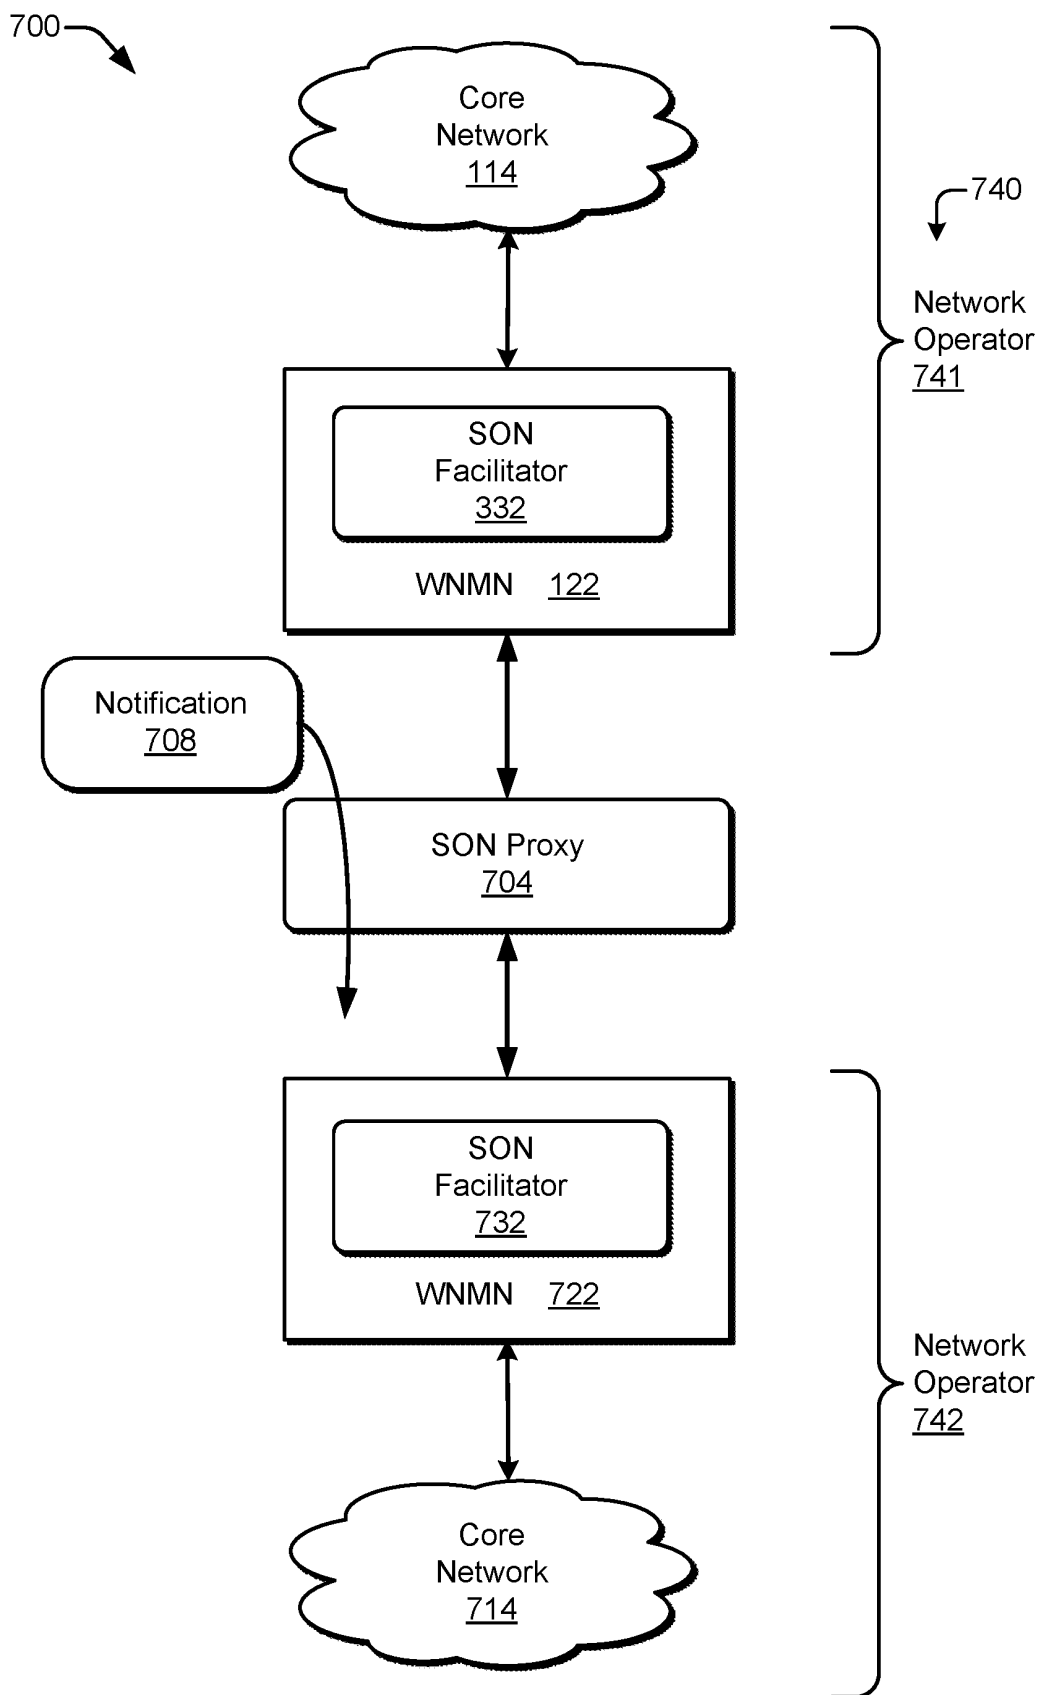 700
Core
Network
114
740
Network
Operator
741
SON
Facilitator
332
WNMN 122
Notification
708
SON Proxy
704
SON
Facilitator
732
WNMN 722
Network
Operator
742
Core
Network
714